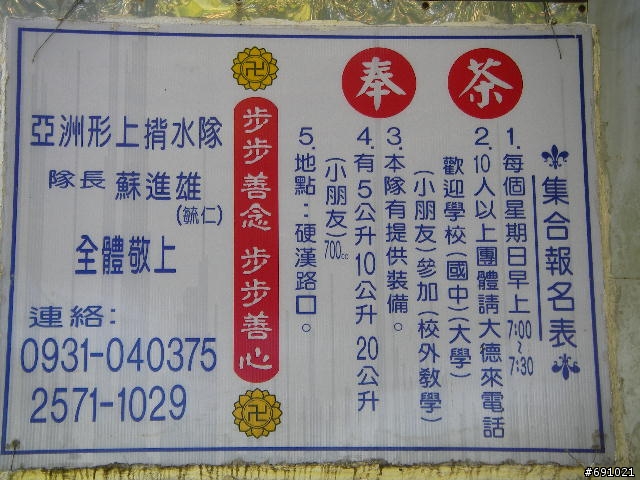 奉茶
集合報名表
1.每個星期日早上7:00~7:30
2.10人以上團體請大德來電話
歡迎學校(國中)(大學)
(小朋友)參加(校外教學)
3.本隊有提供裝備。
4.有5公升10公升 20公升
(小朋友)700cc
5.地點：硬漢路口。
步步善念 步步善心
亞洲形上揹水隊
隊長 蘇進雄
(毓仁)
全體敬上
連絡：
0931-040375
2571-1029
#691021